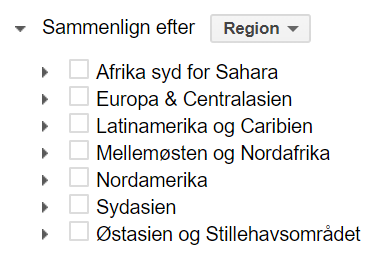 Sammenlign efter Region
Afrika syd for Sahara
Europa & Centralasien
Latinamerika og Caribien
Mellemøsten og Nordafrika
Nordamerika
Sydasien
Østasien og Stillehavsområdet